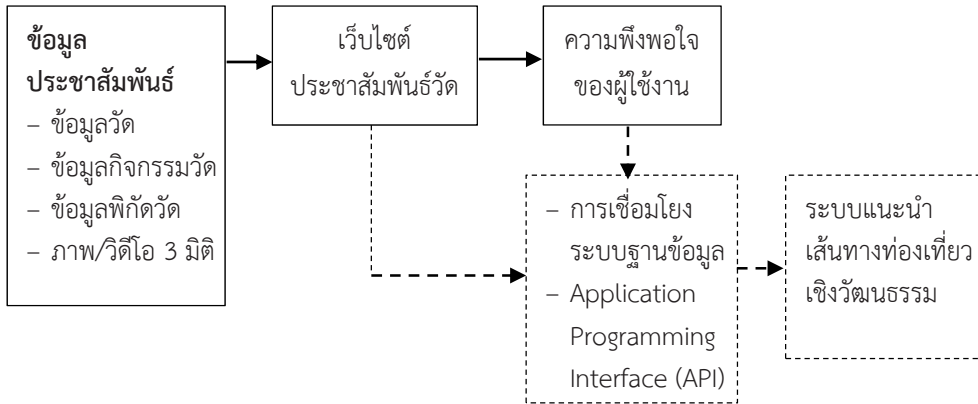 ข้อมูล
ประชาสัมพันธ์
– ข้อมูลวัด
– ข้อมูลกิจกรรมวัด
– ข้อมูลพิกัดวัด
– ภาพ/วิดีโอ 3 มิติ
เว็บไซต์
ประชาสัมพันธ์วัด
ความพึงพอใจ
ของผู้ใช้งาน
– การเชื่อมโยง
ระบบฐานข้อมูล
– Application
Programming
Interface (API)
ระบบแนะนำ
เส้นทางท่องเที่ยว
เชิงวัฒนธรรม